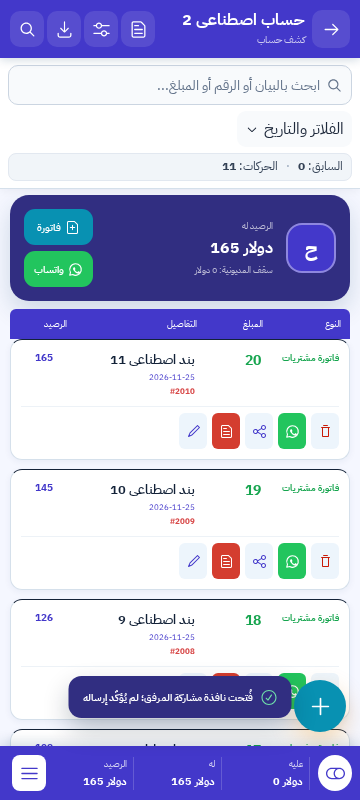 حساب اصطناعي 2
كشف حساب
ابحث بالبيان أو الرقم أو المبلغ...
الفلاتر والتاريخ
السابق: 0 · الحركات: 11
ح
الرصيد له
165 دولار
سقف المديونية: 0 دولار
فاتورة
واتساب
النوع المبلغ التفاصيل الرصيد
فاتورة مشتريات 20 بند اصطناعي 11 165
2026-11-25
#2010
فاتورة مشتريات 19 بند اصطناعي 10 145
2026-11-25
#2009
فاتورة مشتريات 18 بند اصطناعي 9 126
2026-11-25
#2008
فُتحت نافذة مشاركة المرفق؛ لم يُؤكَّد إرساله
عليه له الرصيد
0 دولار 165 دولار 165 دولار